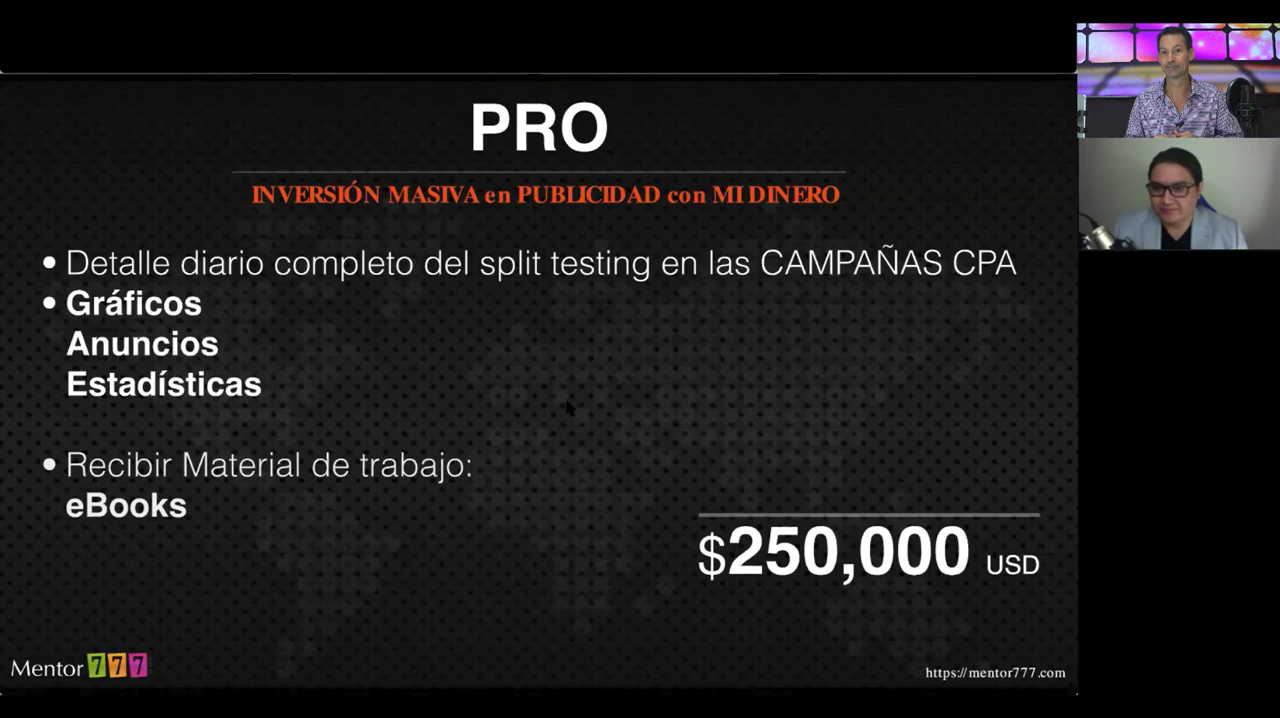 PRO
INVERSIÓN MASIVA en PUBLICIDAD con MI DINERO
• Detalle diario completo del split testing en las CAMPAÑAS CPA
• Gráficos
Anuncios
Estadísticas
• Recibir Material de trabajo:
eBooks
$250,000 USD
Mentor 777
https://mentor777.com